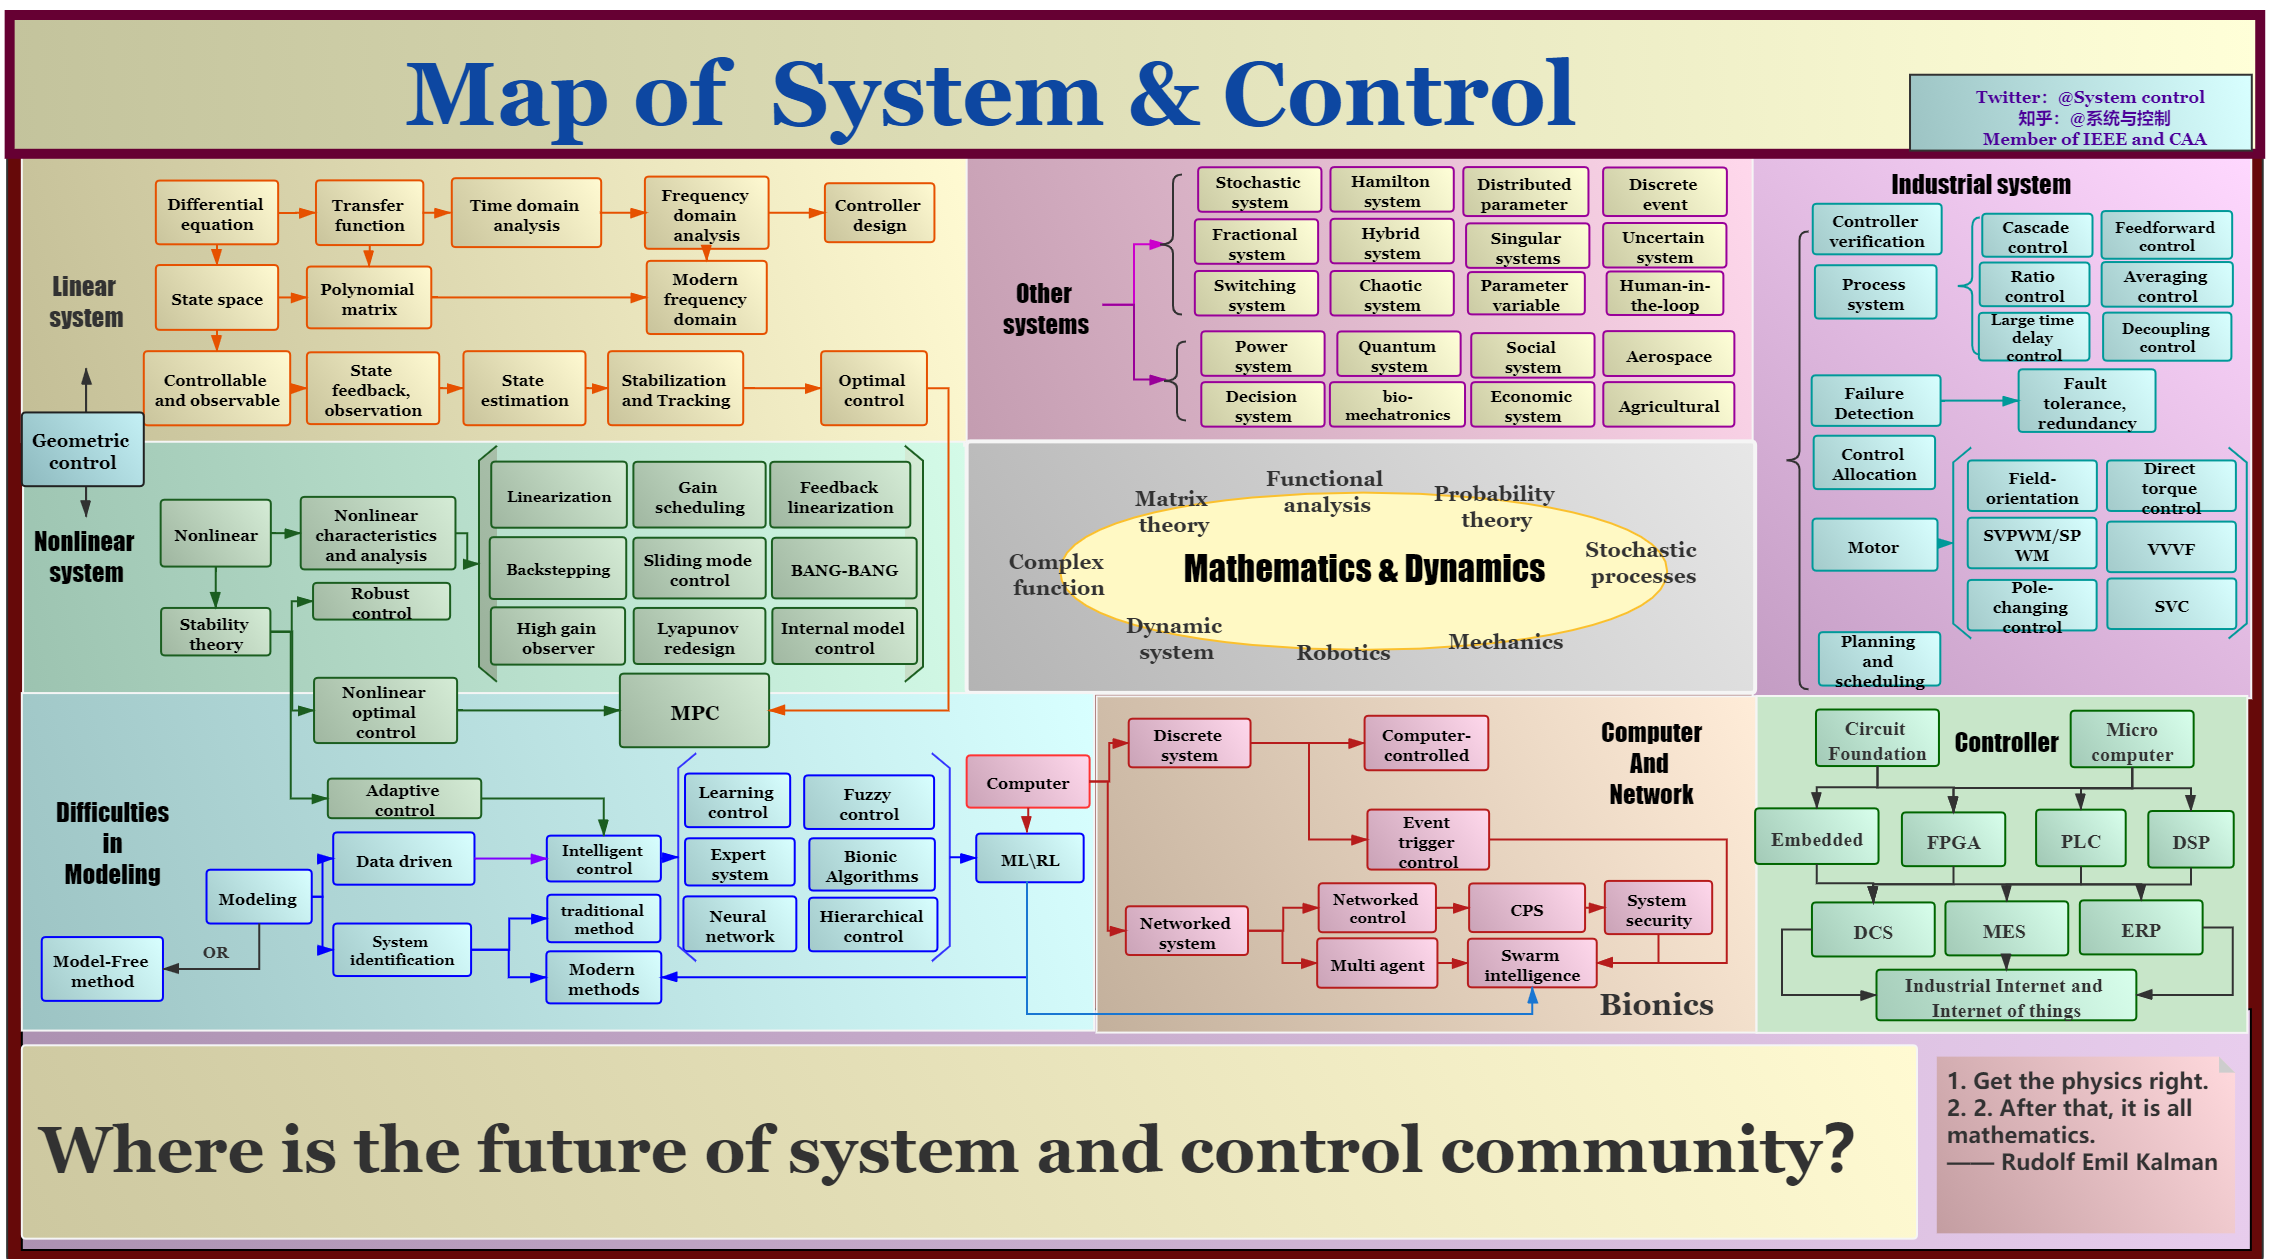 Map of System & Control
Twitter: @System control
知乎: @系统与控制
Member of IEEE and CAA
Linear
system
Differential
equation
Transfer
function
Time domain
analysis
Frequency
domain
analysis
Controller
design
State space
Polynomial
matrix
Modern
frequency
domain
Controllable
and observable
State
feedback,
observation
State
estimation
Stabilization
and Tracking
Optimal
control
Geometric
control
Nonlinear
system
Nonlinear
Nonlinear
characteristics
and analysis
Robust
control
Stability
theory
Linearization
Gain
scheduling
Feedback
linearization
Backstepping
Sliding mode
control
BANG-BANG
High gain
observer
Lyapunov
redesign
Internal model
control
Nonlinear
optimal
control
MPC
Adaptive
control
Other
systems
Stochastic
system
Hamilton
system
Distributed
parameter
Discrete
event
Fractional
system
Hybrid
system
Singular
systems
Uncertain
system
Switching
system
Chaotic
system
Parameter
variable
Human-in-
the-loop
Power
system
Quantum
system
Social
system
Aerospace
Decision
system
bio-
mechatronics
Economic
system
Agricultural
Matrix
theory
Functional
analysis
Probability
theory
Complex
function
Mathematics & Dynamics
Stochastic
processes
Dynamic
system
Robotics
Mechanics
Industrial system
Controller
verification
Process
system
Cascade
control
Feedforward
control
Ratio
control
Averaging
control
Large time
delay
control
Decoupling
control
Failure
Detection
Fault
tolerance,
redundancy
Control
Allocation
Motor
Field-
orientation
Direct
torque
control
SVPWM/SP
WM
VVVF
Pole-
changing
control
SVC
Planning
and
scheduling
Difficulties
in
Modeling
Modeling
OR
Model-Free
method
Data driven
System
identification
Intelligent
control
traditional
method
Modern
methods
Learning
control
Fuzzy
control
Expert
system
Bionic
Algorithms
Neural
network
Hierarchical
control
Computer
ML\RL
Computer
And
Network
Discrete
system
Computer-
controlled
Event
trigger
control
Networked
system
Networked
control
CPS
System
security
Multi agent
Swarm
intelligence
Bionics
Controller
Circuit
Foundation
Micro
computer
Embedded
FPGA
PLC
DSP
DCS
MES
ERP
Industrial Internet and
Internet of things
Where is the future of system and control community?
1. Get the physics right.
2. 2. After that, it is all
mathematics.
—— Rudolf Emil Kalman